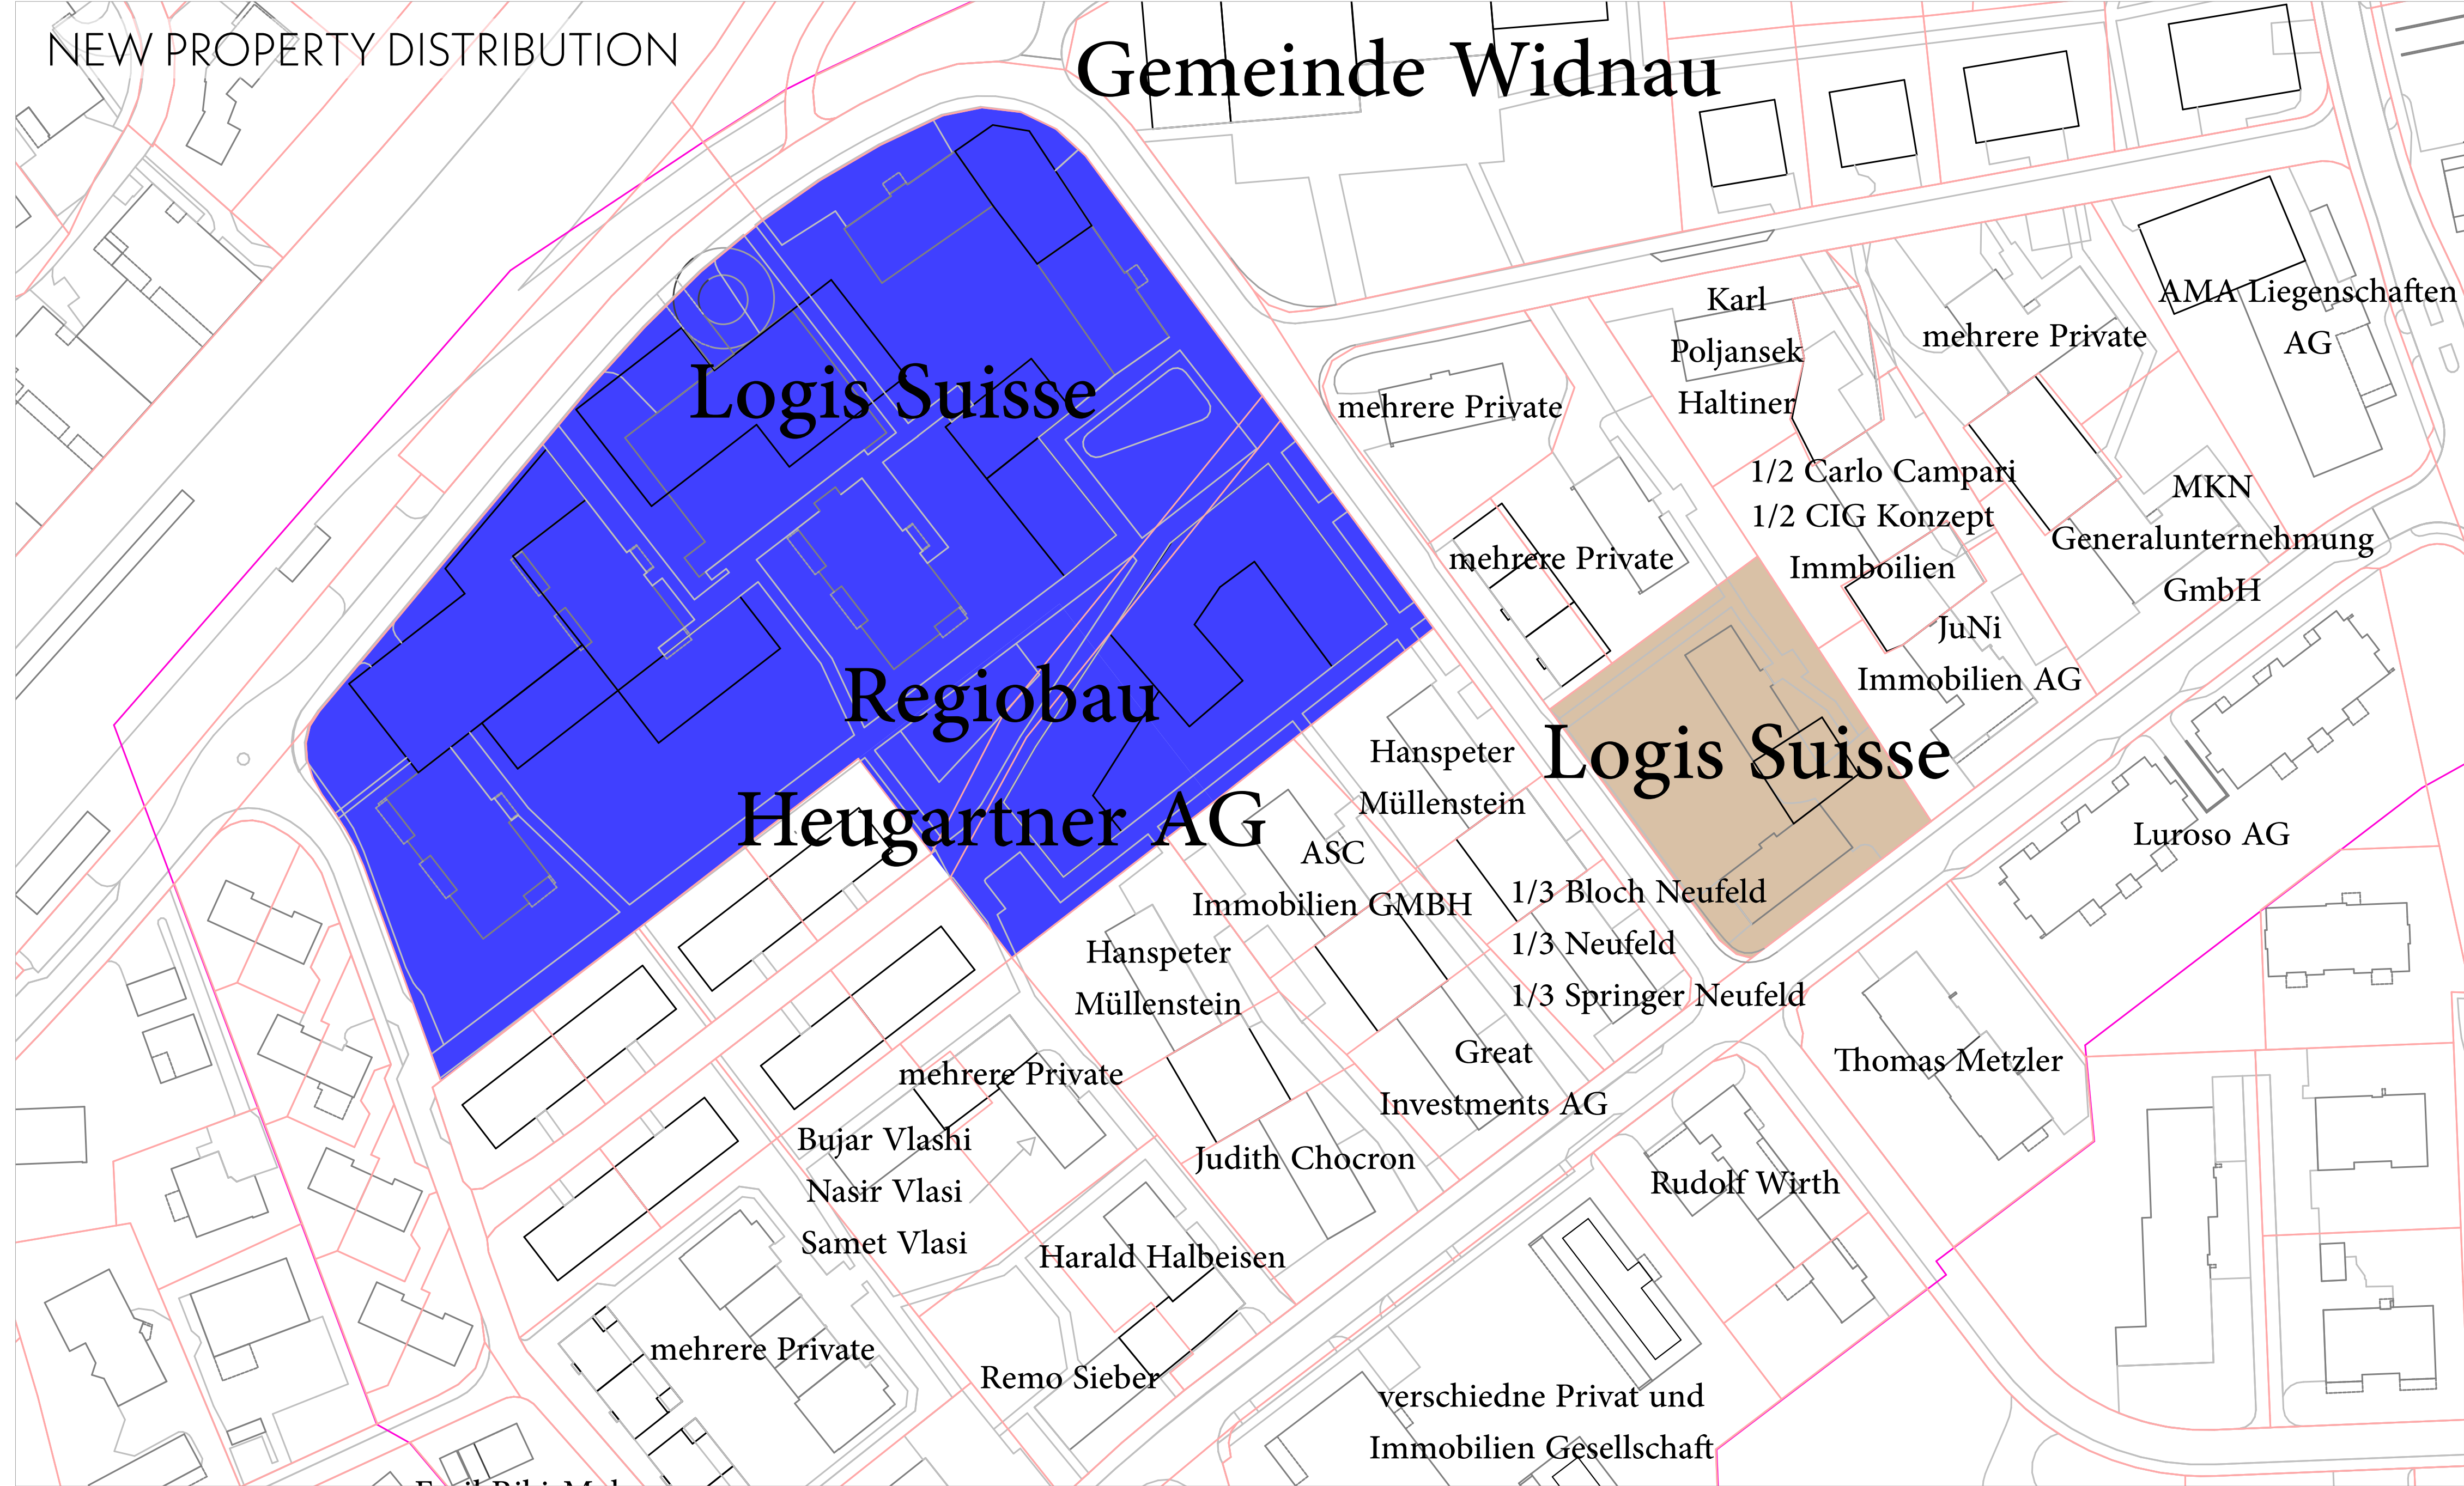 NEW PROPERTY DISTRIBUTION
Gemeinde Widnau
Logis Suisse
Karl
Poljansek
Haltiner
mehrere Private
AMA Liegenschaften
AG
mehrere Private
1/2 Carlo Campari
1/2 CIG Konzept
Immboilien
MKN
Generalunternehmung
GmbH
mehrere Private
JuNi
Immobilien AG
Regiobau
Heugartner AG
Hanspeter
Müllenstein
Logis Suisse
Luroso AG
ASC
Immobilien GMBH
1/3 Bloch Neufeld
1/3 Neufeld
1/3 Springer Neufeld
Hanspeter
Müllenstein
Great
Investments AG
Thomas Metzler
mehrere Private
Bujar Vlashi
Nasir Vlasi
Samet Vlasi
Judith Chocron
Rudolf Wirth
Harald Halbeisen
mehrere Private
Remo Sieber
verschiedne Privat und
Immobilien Gesellschaft